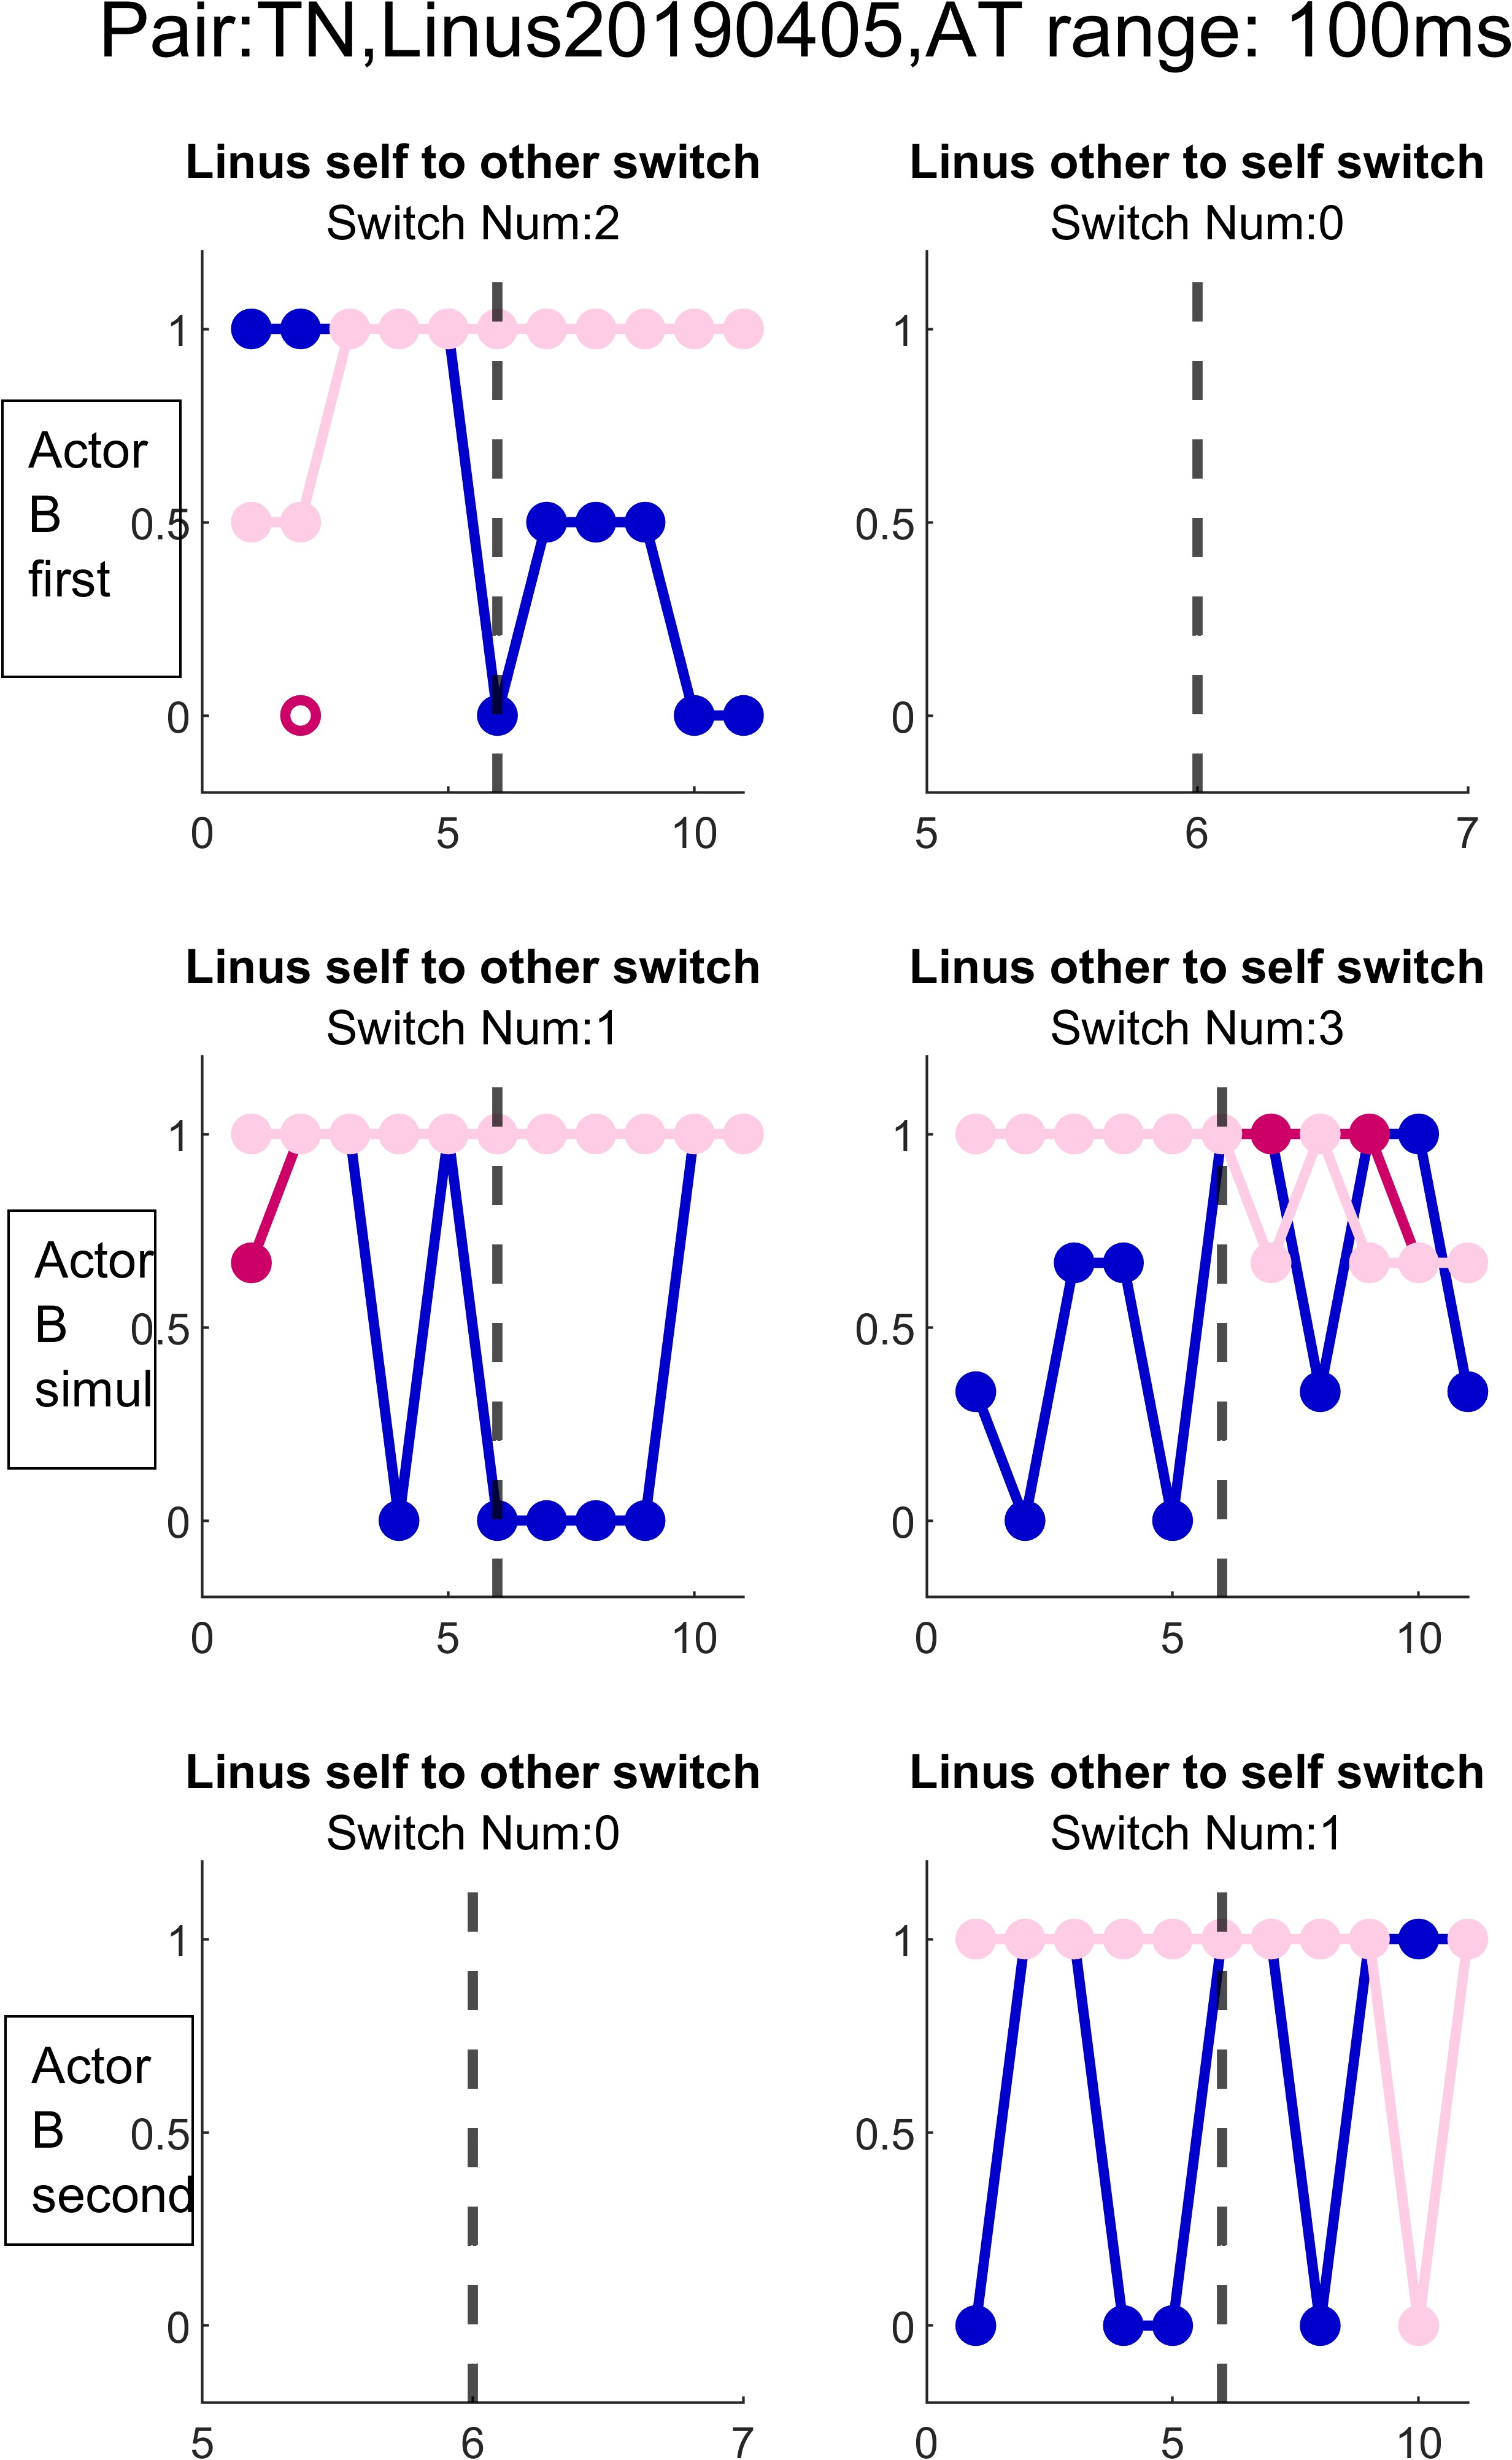 Pair:TN,Linus20190405,AT range: 100ms
Linus self to other switch
Switch Num:2
1
0.5
0
0
5
10
Actor
B
first
Linus other to self switch
Switch Num:0
1
0.5
0
5
6
7
Linus self to other switch
Switch Num:1
1
0.5
0
0
5
10
Actor
B
simul
Linus other to self switch
Switch Num:3
1
0.5
0
0
5
10
Linus self to other switch
Switch Num:0
1
0.5
0
5
6
7
Actor
B
second
Linus other to self switch
Switch Num:1
1
0.5
0
0
5
10